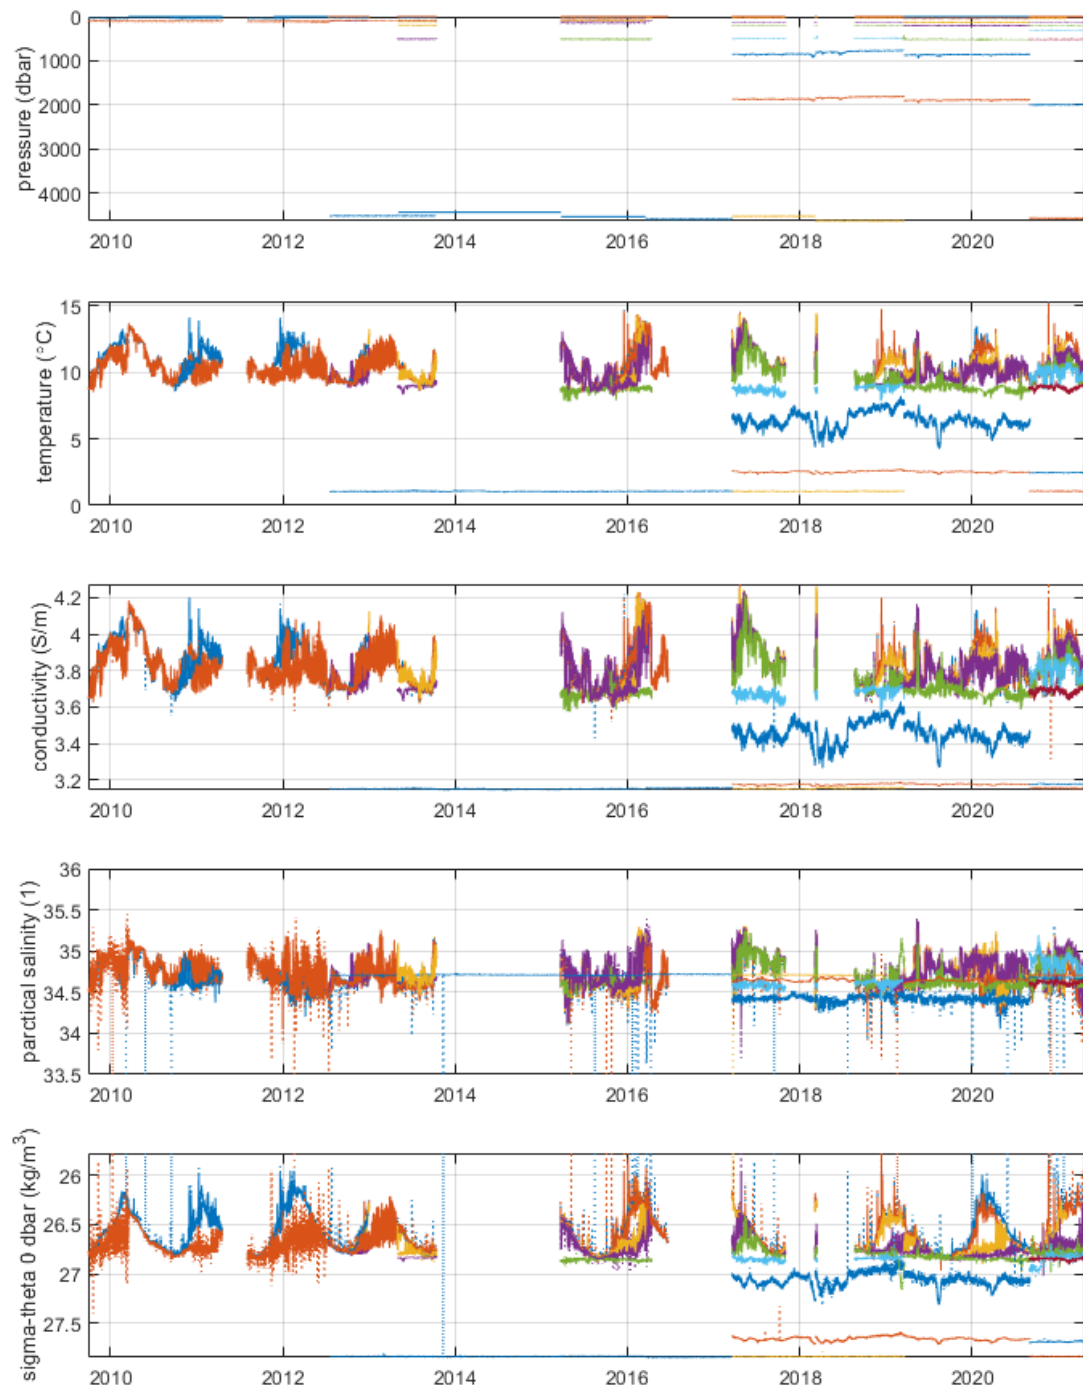 0
1000
2000
3000
4000
pressure (dbar)
2010 2012 2014 2016 2018 2020
15
10
5
0
temperature (°C)
2010 2012 2014 2016 2018 2020
4.2
4
3.8
3.6
3.4
3.2
conductivity (S/m)
2010 2012 2014 2016 2018 2020
36
35.5
35
34.5
34
33.5
parctical salinity (1)
2010 2012 2014 2016 2018 2020
26
26.5
27
27.5
sigma-theta 0 dbar (kg/m³)
2010 2012 2014 2016 2018 2020